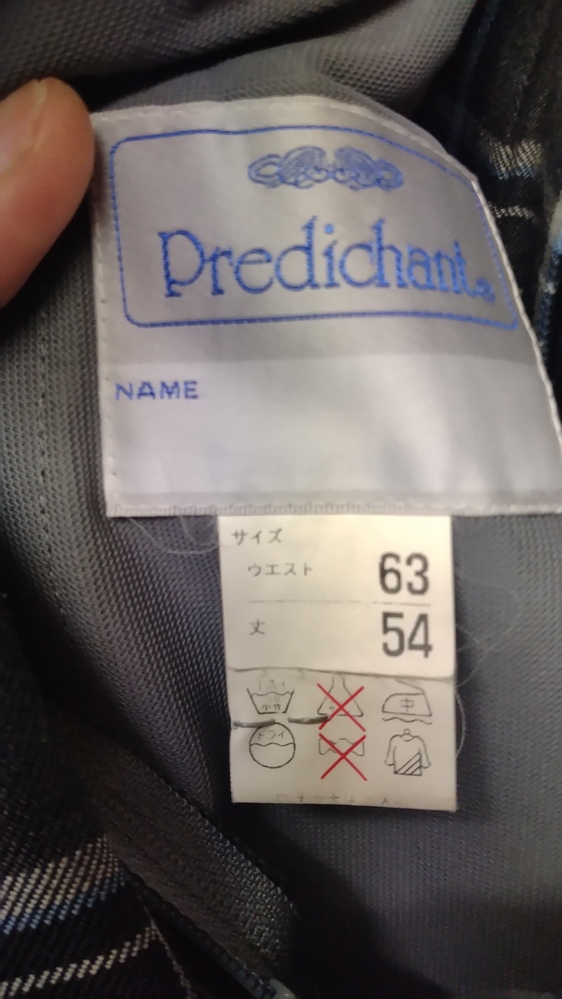 Predichant®
NAME
サイズ
ウエスト 63
丈 54
中
ドライ